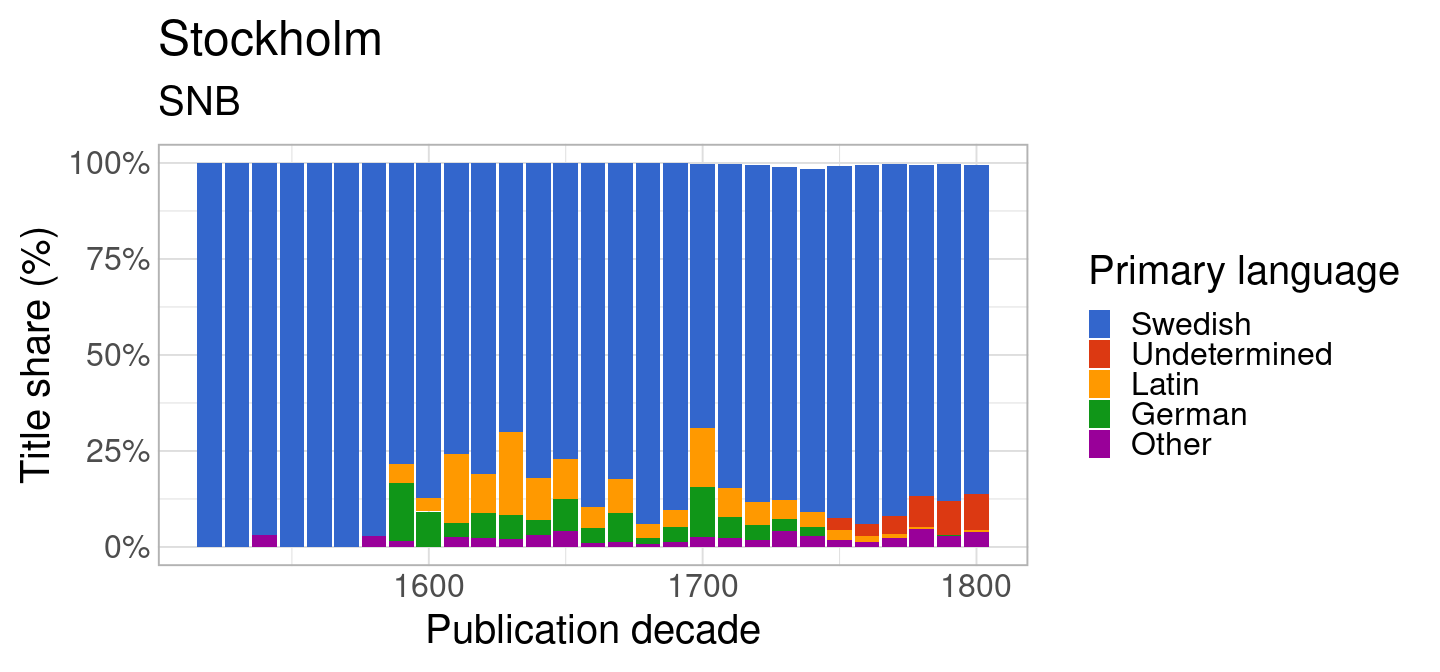 Stockholm
SNB
Title share (%)
100%
75%
50%
25%
0%
1600 1700 1800
Publication decade
Primary language
Swedish
Undetermined
Latin
German
Other